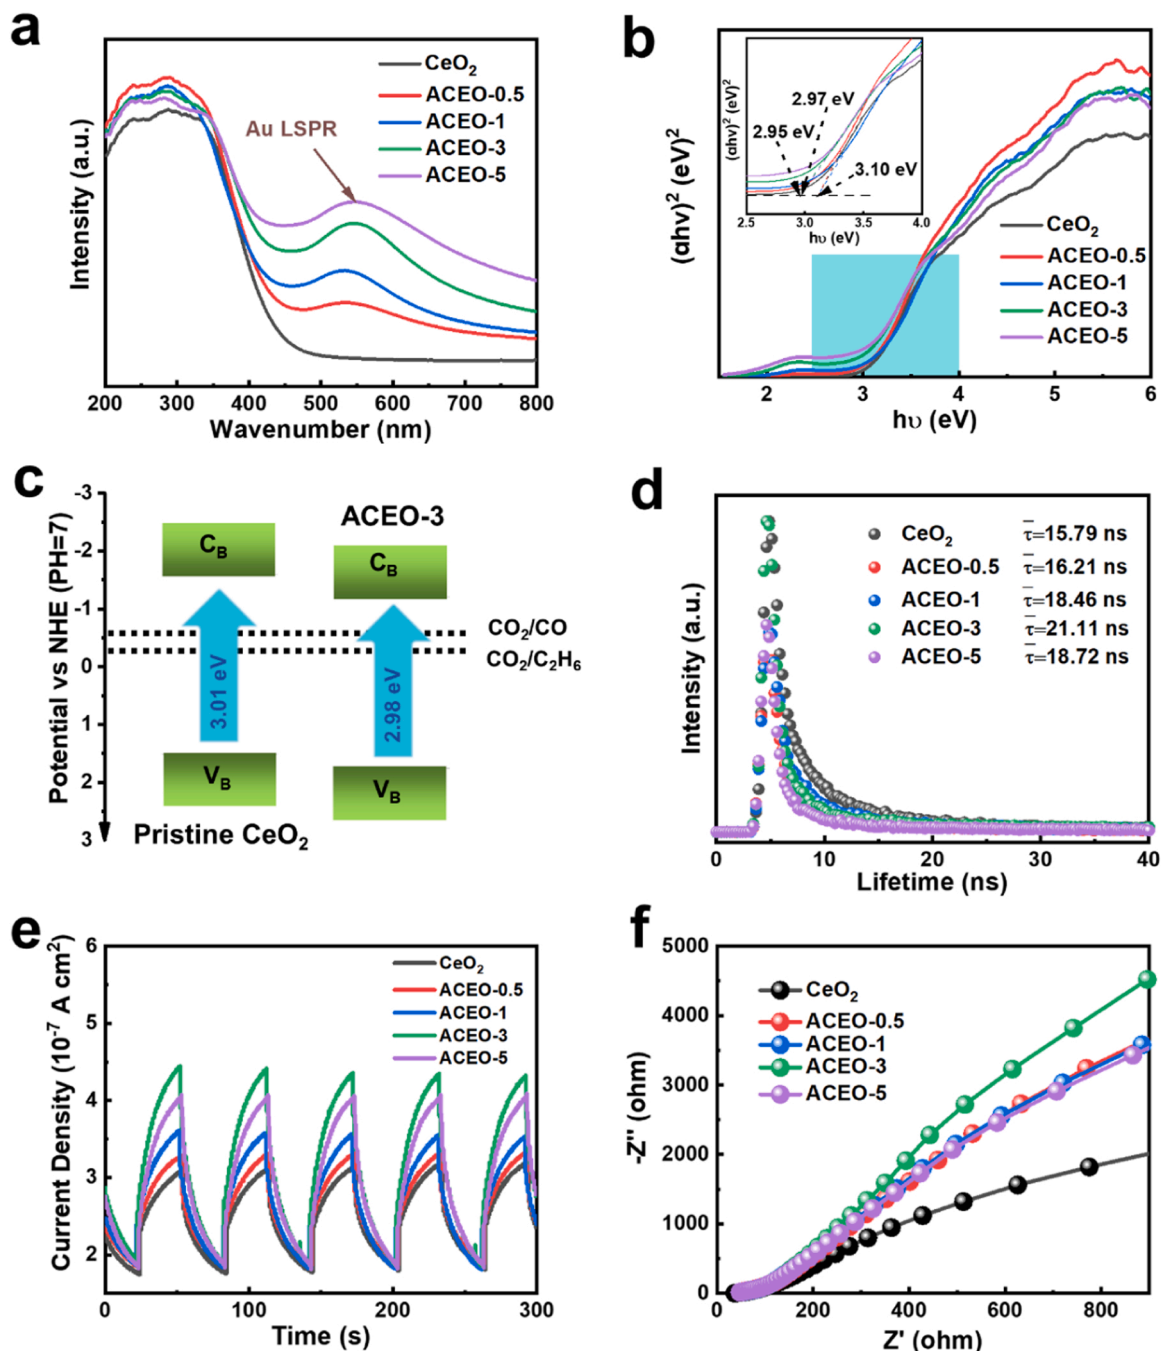 a
Intensity (a.u.)
CeO₂
ACEO-0.5
ACEO-1
ACEO-3
ACEO-5
Au LSPR
200 300 400 500 600 700 800
Wavenumber (nm)
b
(αhv)² (eV)²
(αhv)² (eV)²
2.97 eV
2.95 eV
3.10 eV
2.5 3.0 3.5 4.0
hυ (eV)
CeO₂
ACEO-0.5
ACEO-1
ACEO-3
ACEO-5
2 3 4 5 6
hυ (eV)
c
Potential vs NHE (PH=7)
-3
-2
-1
0
1
2
3
ACEO-3
C_B
C_B
CO₂/CO
CO₂/C₂H₆
3.01 eV
2.98 eV
V_B
V_B
Pristine CeO₂
d
Intensity (a.u.)
CeO₂ τ̅=15.79 ns
ACEO-0.5 τ̅=16.21 ns
ACEO-1 τ̅=18.46 ns
ACEO-3 τ̅=21.11 ns
ACEO-5 τ̅=18.72 ns
0 10 20 30 40
Lifetime (ns)
e
Current Density (10⁻⁷ A cm²)
6
5
4
3
2
CeO₂
ACEO-0.5
ACEO-1
ACEO-3
ACEO-5
0 100 200 300
Time (s)
f
-Z'' (ohm)
5000
4000
3000
2000
1000
0
CeO₂
ACEO-0.5
ACEO-1
ACEO-3
ACEO-5
0 200 400 600 800
Z' (ohm)